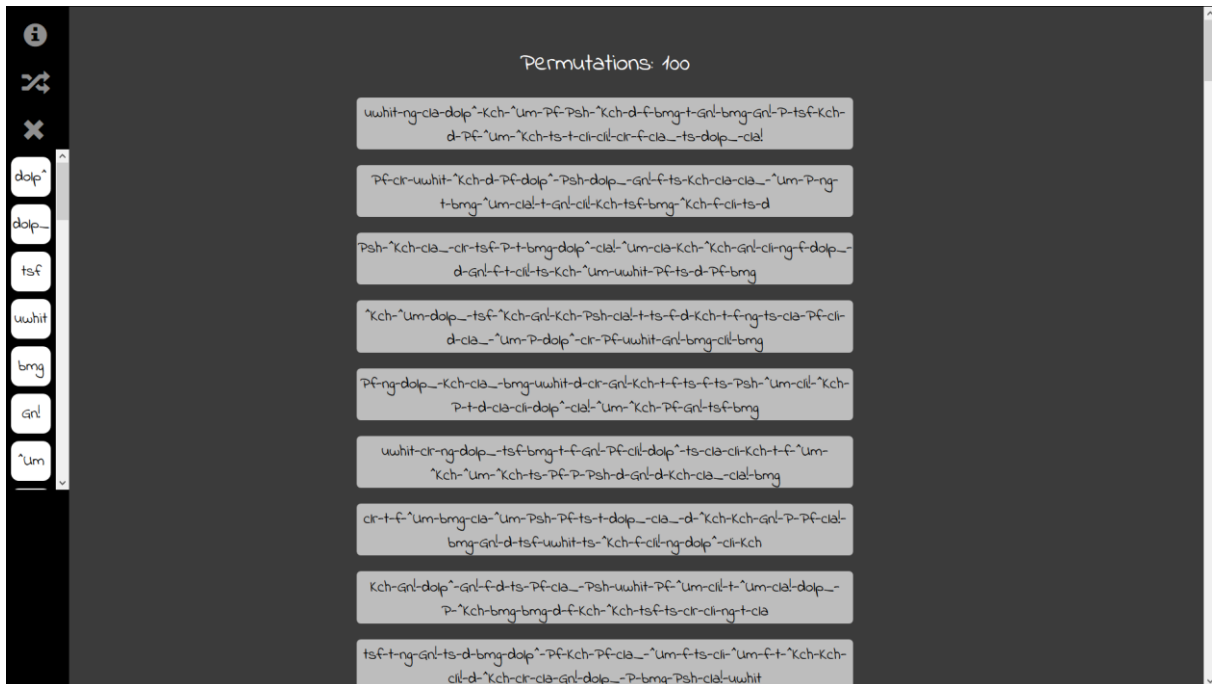 Permutations: 100
uwhit-ng-cla-dolp^-Kch-^Um-Pf-Psh-^Kch-d-f-bmg-t-Gn!-bmg-Gn!-P-tsf-Kch-
d-Pf-^Um-^Kch-ts-t-cli-cli!-clr-f-cla_-ts-dolp_-cla!
Pf-clr-uwhit-^Kch-d-Pf-dolp^-Psh-dolp_-Gn!-f-ts-Kch-cla-cla_-^Um-P-ng-
t-bmg-^Um-cla!-t-Gn!-cli!-Kch-tsf-bmg-^Kch-f-cli-ts-d
Psh-^Kch-cla_-clr-tsf-P-t-bmg-dolp^-cla!-^Um-cla-Kch-^Kch-Gn!-cli-ng-f-dolp_-
d-Gn!-f-t-cli!-ts-Kch-^Um-uwhit-Pf-ts-d-Pf-bmg
^Kch-^Um-dolp_-tsf-^Kch-Gn!-Kch-Psh-cla!-t-ts-f-d-Kch-t-f-ng-ts-cla-Pf-cli-
d-cla_-^Um-P-dolp^-clr-Pf-uwhit-Gn!-bmg-cli!-bmg
Pf-ng-dolp_-Kch-cla_-bmg-uwhit-d-clr-Gn!-Kch-t-f-ts-f-ts-Psh-^Um-cli!-^Kch-
P-t-d-cla-cli-dolp^-cla!-^Um-^Kch-Pf-Gn!-tsf-bmg
uwhit-clr-ng-dolp_-tsf-bmg-t-f-Gn!-Pf-cli!-dolp^-ts-cla-cli-Kch-t-f-^Um-
^Kch-^Um-^Kch-ts-Pf-P-Psh-d-Gn!-d-Kch-cla_-cla!-bmg
clr-t-f-^Um-bmg-cla-^Um-Psh-Pf-ts-t-dolp_-cla_-d-^Kch-Kch-Gn!-P-Pf-cla!-
bmg-Gn!-d-tsf-uwhit-ts-^Kch-f-cli!-ng-dolp^-cli-Kch
Kch-Gn!-dolp^-Gn!-f-d-ts-Pf-cla_-Psh-uwhit-Pf-^Um-cli!-t-^Um-cla!-dolp_-
P-^Kch-bmg-bmg-d-f-Kch-^Kch-tsf-ts-clr-cli-ng-t-cla
tsf-t-ng-Gn!-ts-d-bmg-dolp^-Pf-Kch-Pf-cla_-^Um-f-ts-cli-^Um-f-t-^Kch-Kch-
cli!-d-^Kch-clr-cla-Gn!-dolp_-P-bmg-Psh-cla!-uwhit
dolp^
dolp_
tsf
uwhit
bmg
Gn!
^Um